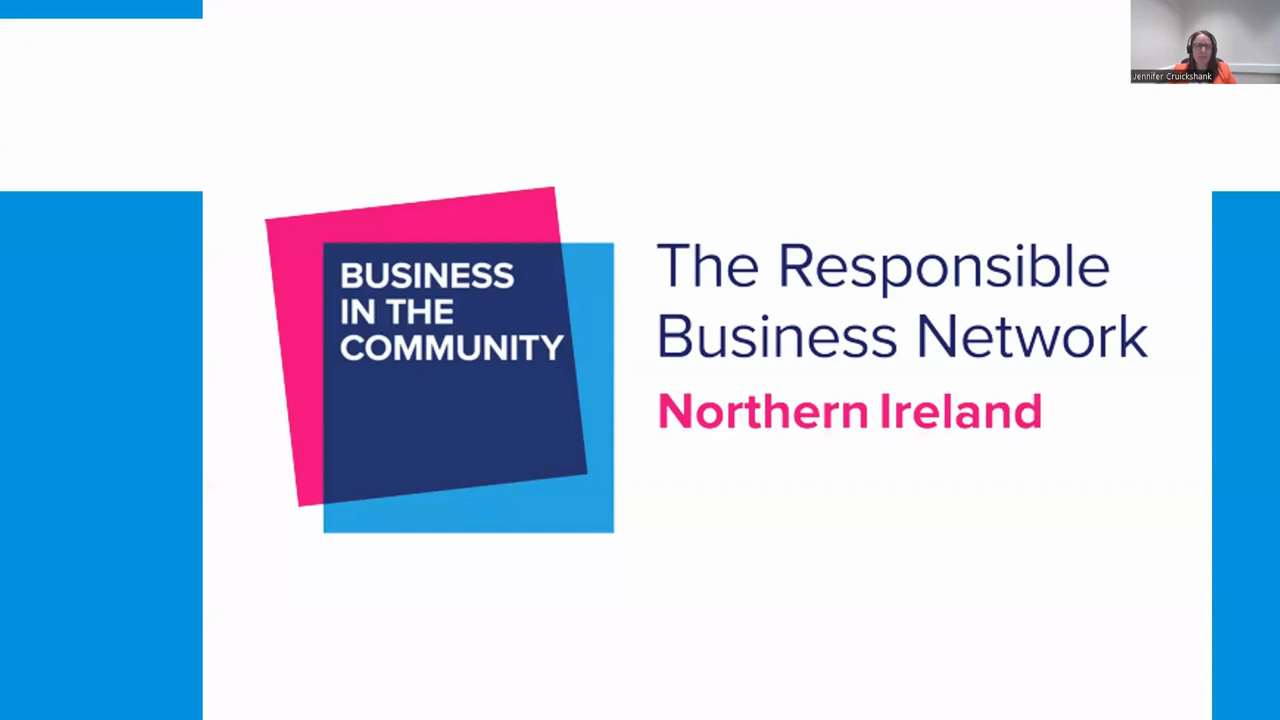 Jennifer Cruickshank
BUSINESS
IN THE
COMMUNITY
The Responsible
Business Network
Northern Ireland